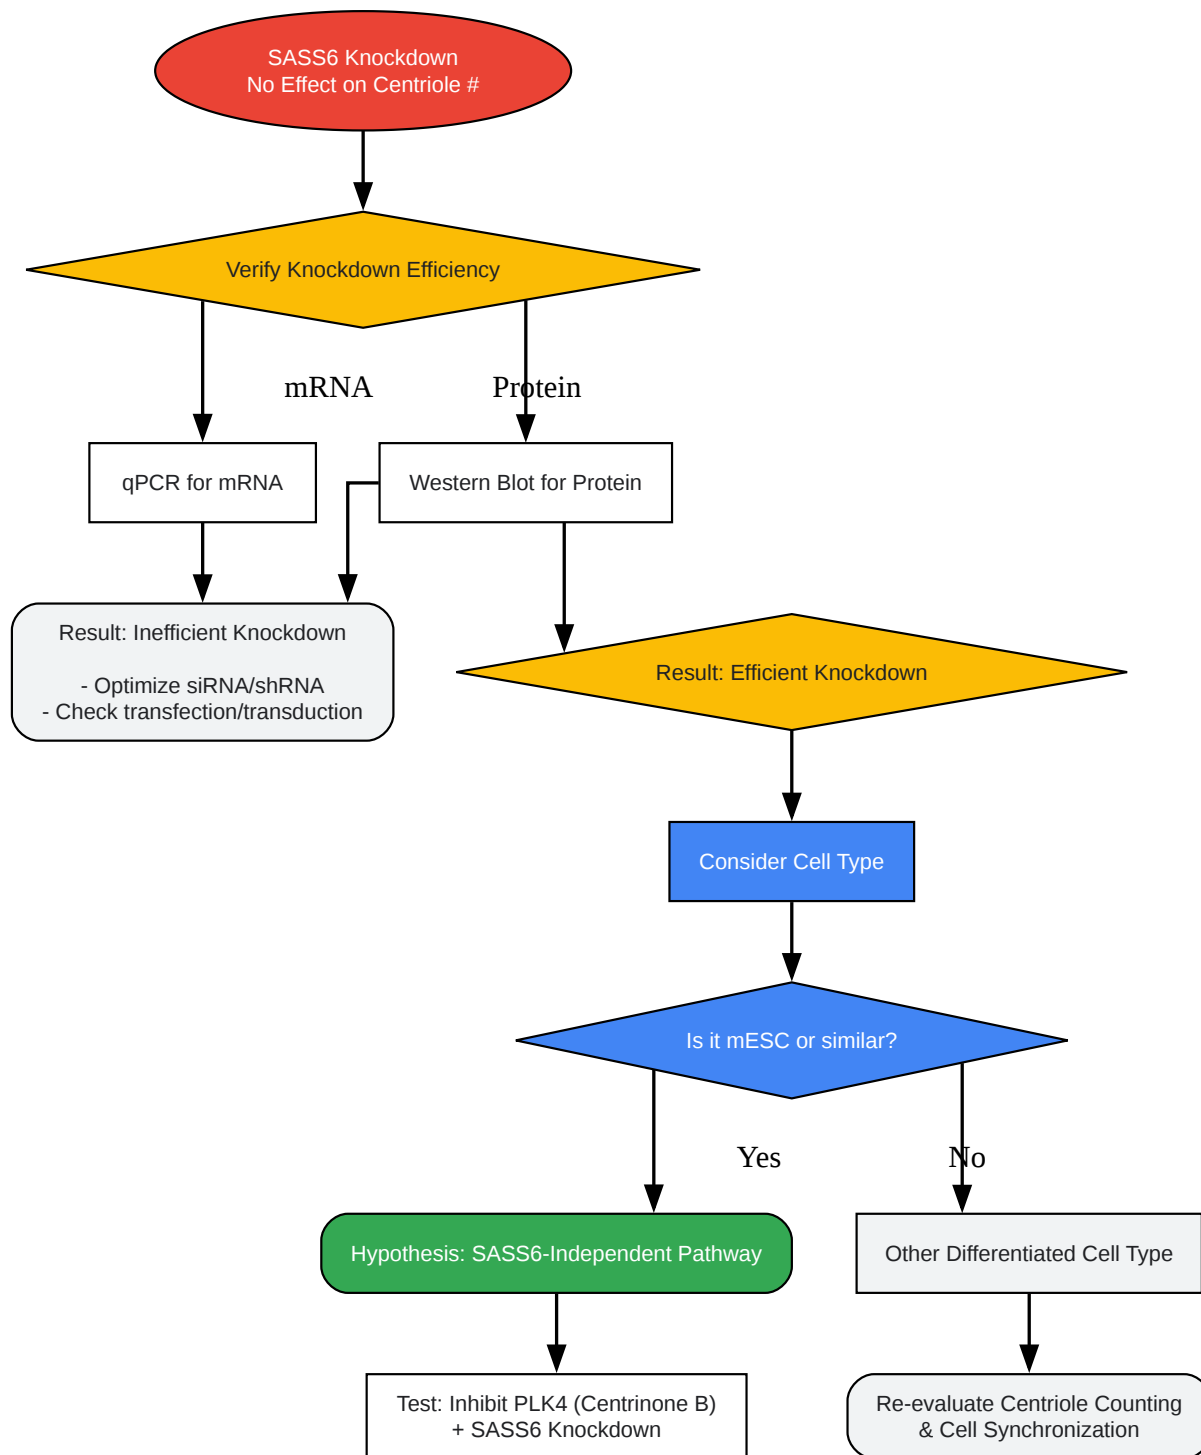 SASS6 Knockdown
No Effect on Centriole #
Verify Knockdown Efficiency
mRNA
Protein
qPCR for mRNA
Western Blot for Protein
Result: Inefficient Knockdown
- Optimize siRNA/shRNA
- Check transfection/transduction
Result: Efficient Knockdown
Consider Cell Type
Is it mESC or similar?
Yes
No
Hypothesis: SASS6-Independent Pathway
Other Differentiated Cell Type
Test: Inhibit PLK4 (Centrinone B)
+ SASS6 Knockdown
Re-evaluate Centriole Counting
& Cell Synchronization